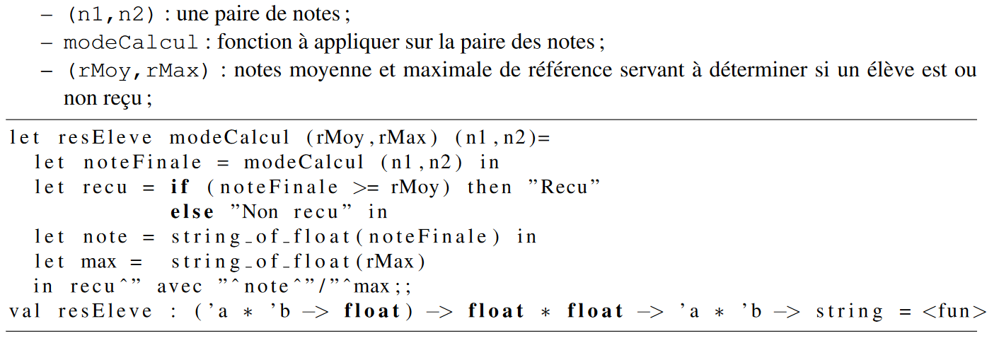 – (n1,n2) : une paire de notes ;
– modeCalcul : fonction à appliquer sur la paire des notes ;
– (rMoy,rMax) : notes moyenne et maximale de référence servant à déterminer si un élève est ou
non reçu ;
let resEleve modeCalcul (rMoy,rMax) (n1,n2)=
let noteFinale = modeCalcul (n1,n2) in
let recu = if (noteFinale >= rMoy) then ”Recu”
else ”Non recu” in
let note = string_of_float(noteFinale) in
let max = string_of_float(rMax)
in recu^” avec ”^note^”/”^max;;
val resEleve : (’a * ’b –> float) –> float * float –> ’a * ’b –> string = <fun>